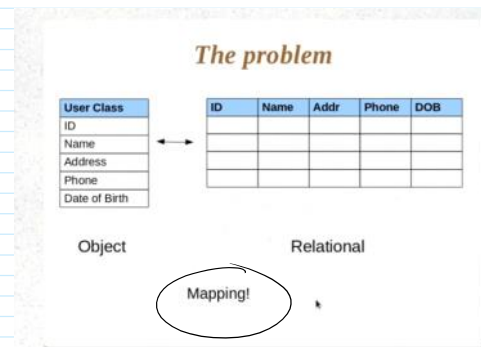 The problem
User Class
ID
Name
Address
Phone
Date of Birth
ID Name Addr Phone DOB
Object Relational
Mapping!